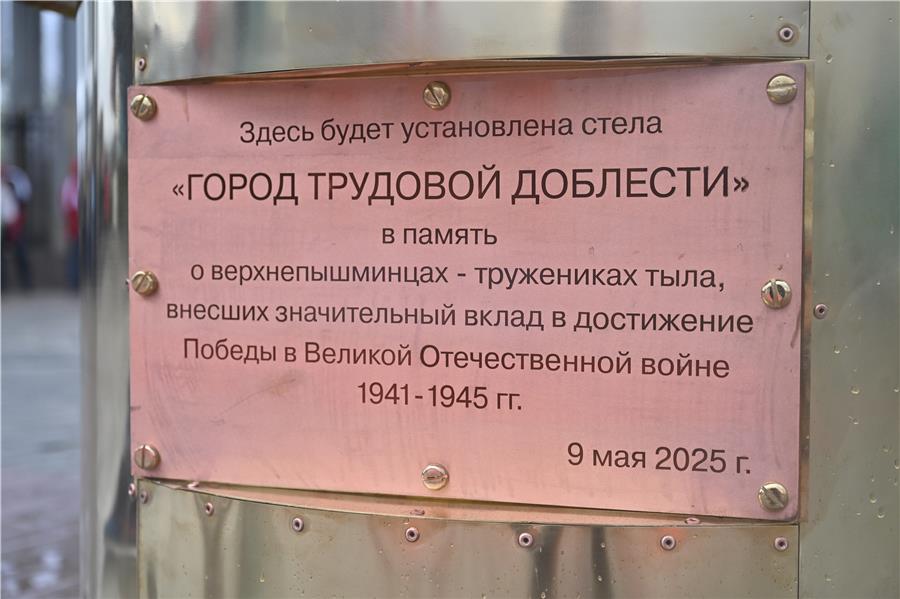 Здесь будет установлена стела
«ГОРОД ТРУДОВОЙ ДОБЛЕСТИ»
в память
о верхнепышминцах - тружениках тыла,
внесших значительный вклад в достижение
Победы в Великой Отечественной войне
1941-1945 гг.
9 мая 2025 г.